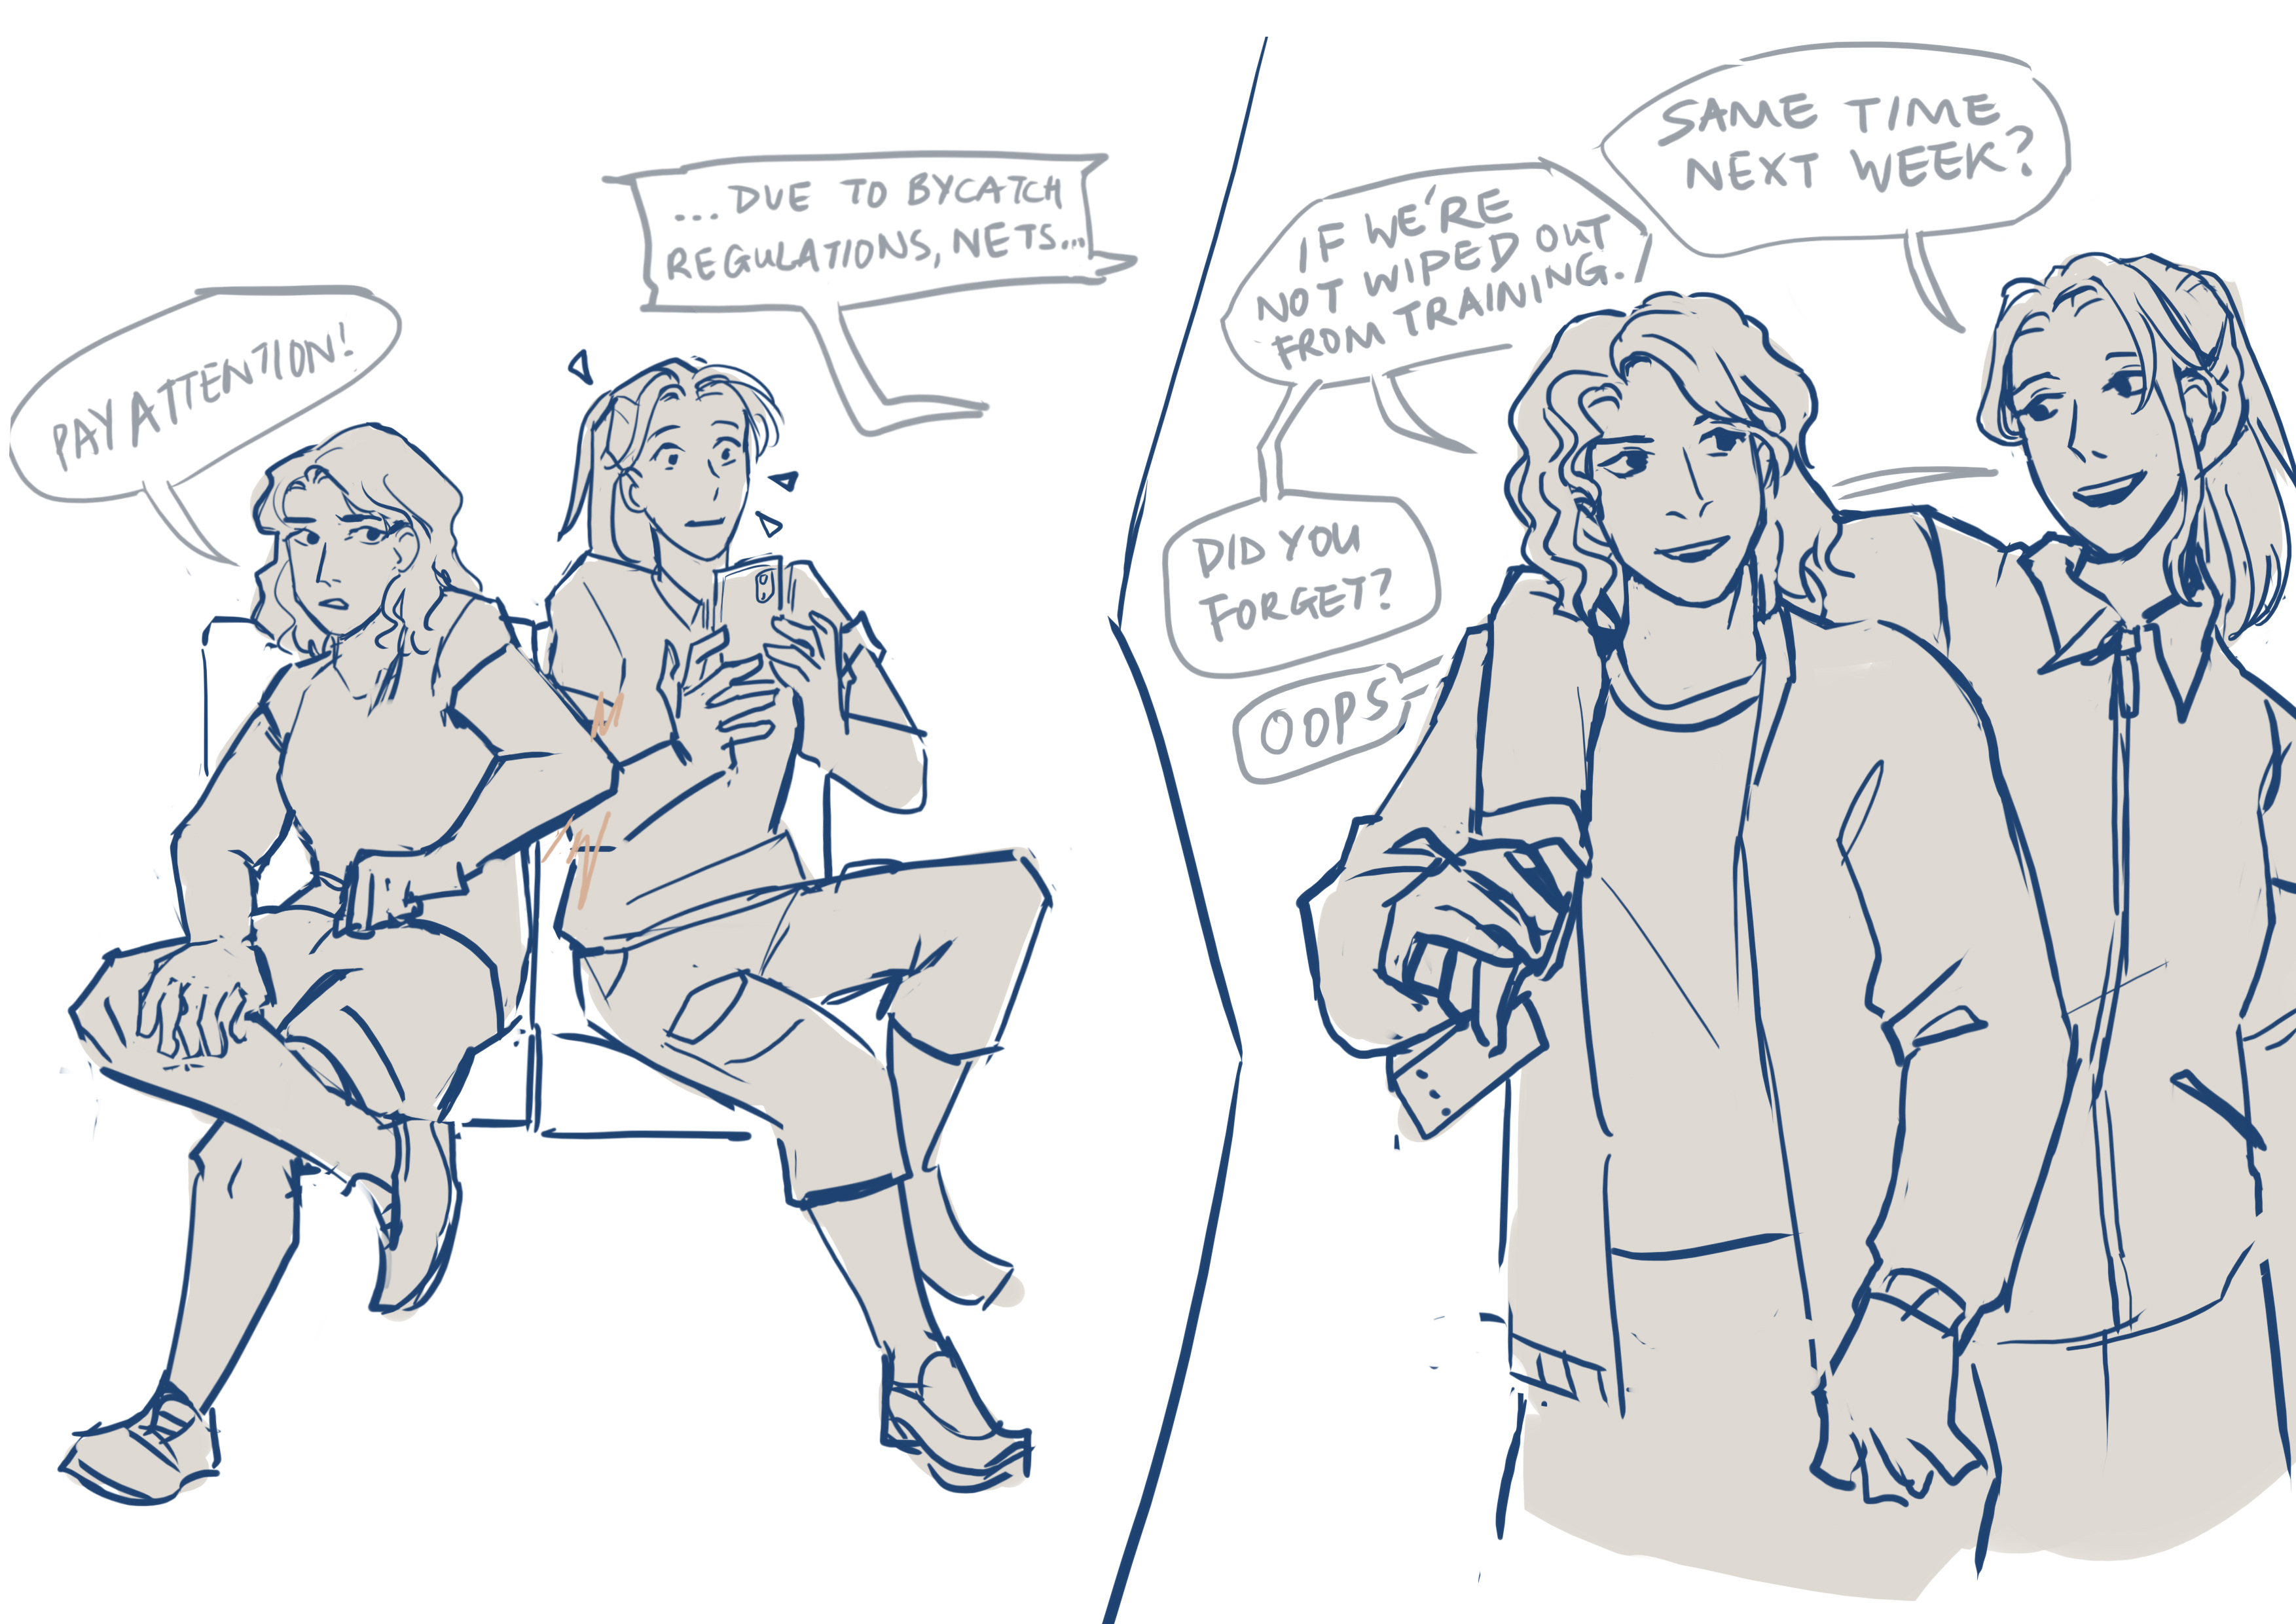 PAY ATTENTION!
... DUE TO BYCATCH
REGULATIONS, NETS...
SAME TIME
NEXT WEEK?
IF WE'RE
NOT WIPED OUT
FROM TRAINING.
DID YOU
FORGET?
OOPS